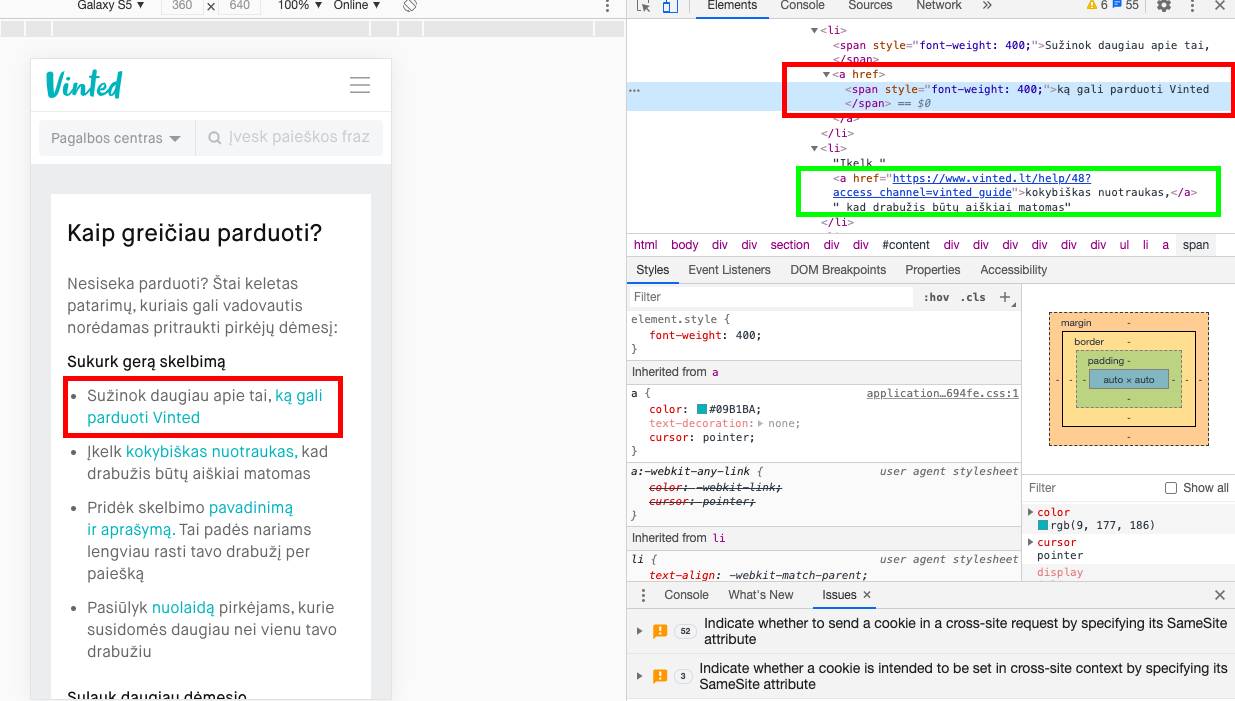 Galaxy S5 ▼ 360 × 640 100% ▼ Online ▼
Vinted
Pagalbos centras
Įvesk paieškos fraz
Kaip greičiau parduoti?
Nesiseka parduoti? Štai keletas
patarimų, kuriais gali vadovautis
norėdamas pritraukti pirkėjų dėmesį:
Sukurk gerą skelbimą
• Sužinok daugiau apie tai, ką gali
parduoti Vinted
• Įkelk kokybiškas nuotraukas, kad
drabužis būtų aiškiai matomas
• Pridėk skelbimo pavadinimą
ir aprašymą. Tai padės nariams
lengviau rasti tavo drabužį per
paiešką
• Pasiūlyk nuolaidą pirkėjams, kurie
susidomės daugiau nei vienu tavo
drabužiu
Sulauk daugiau dėmesio
Elements Console Sources Network » 6 55
▼<li>
<span style="font-weight: 400;">Sužinok daugiau apie tai,
</span>
▼<a href>
<span style="font-weight: 400;">ką gali parduoti Vinted
</span> == $0
</a>
</li>
▼<li>
"Įkelk "
<a href="https://www.vinted.lt/help/48?
access_channel=vinted_guide">kokybiškas nuotraukas,</a>
" kad drabužis būtų aiškiai matomas"
</li>
html body div div section div div #content div div div div div div ul li a span
Styles Event Listeners DOM Breakpoints Properties Accessibility
Filter :hov .cls +
element.style {
font-weight: 400;
}
Inherited from a
a { application…694fe.css:1
color: #09B1BA;
text-decoration: ▶ none;
cursor: pointer;
}
a:-webkit-any-link { user agent stylesheet
color: -webkit-link;
cursor: pointer;
}
Inherited from li
li { user agent stylesheet
text-align: -webkit-match-parent;
margin -
border -
padding -
- - - auto × auto - - -
-
-
-
Filter Show all
▶ color
rgb(9, 177, 186)
▶ cursor
pointer
display
Console What's New Issues ×
52 Indicate whether to send a cookie in a cross-site request by specifying its SameSite
attribute
3 Indicate whether a cookie is intended to be set in cross-site context by specifying its
SameSite attribute